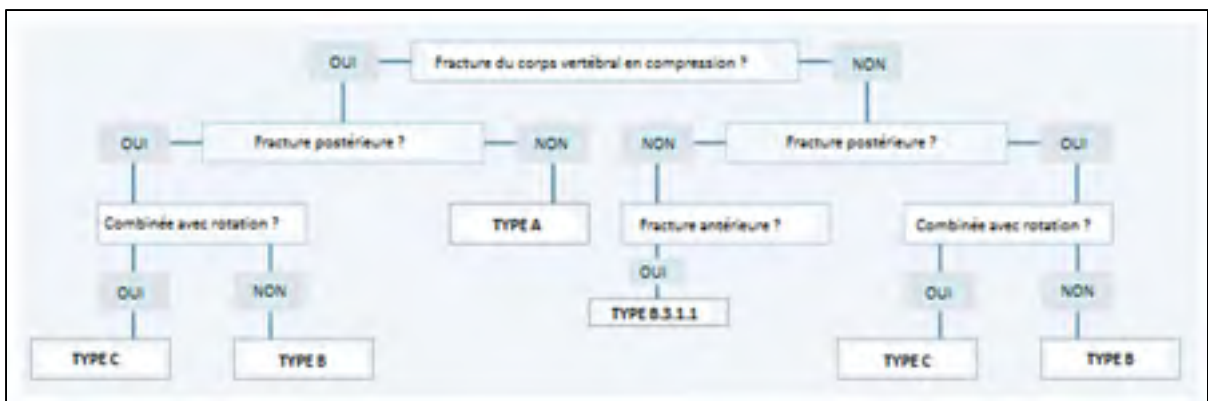 OUI Fracture du corps vertébral en compression ? NON
OUI Fracture postérieure ? NON NON Fracture postérieure ? OUI
Combinée avec rotation ? TYPE A Fracture antérieure ? Combinée avec rotation ?
OUI
OUI NON OUI NON
TYPE B.3.1.1
TYPE C TYPE B TYPE C TYPE B